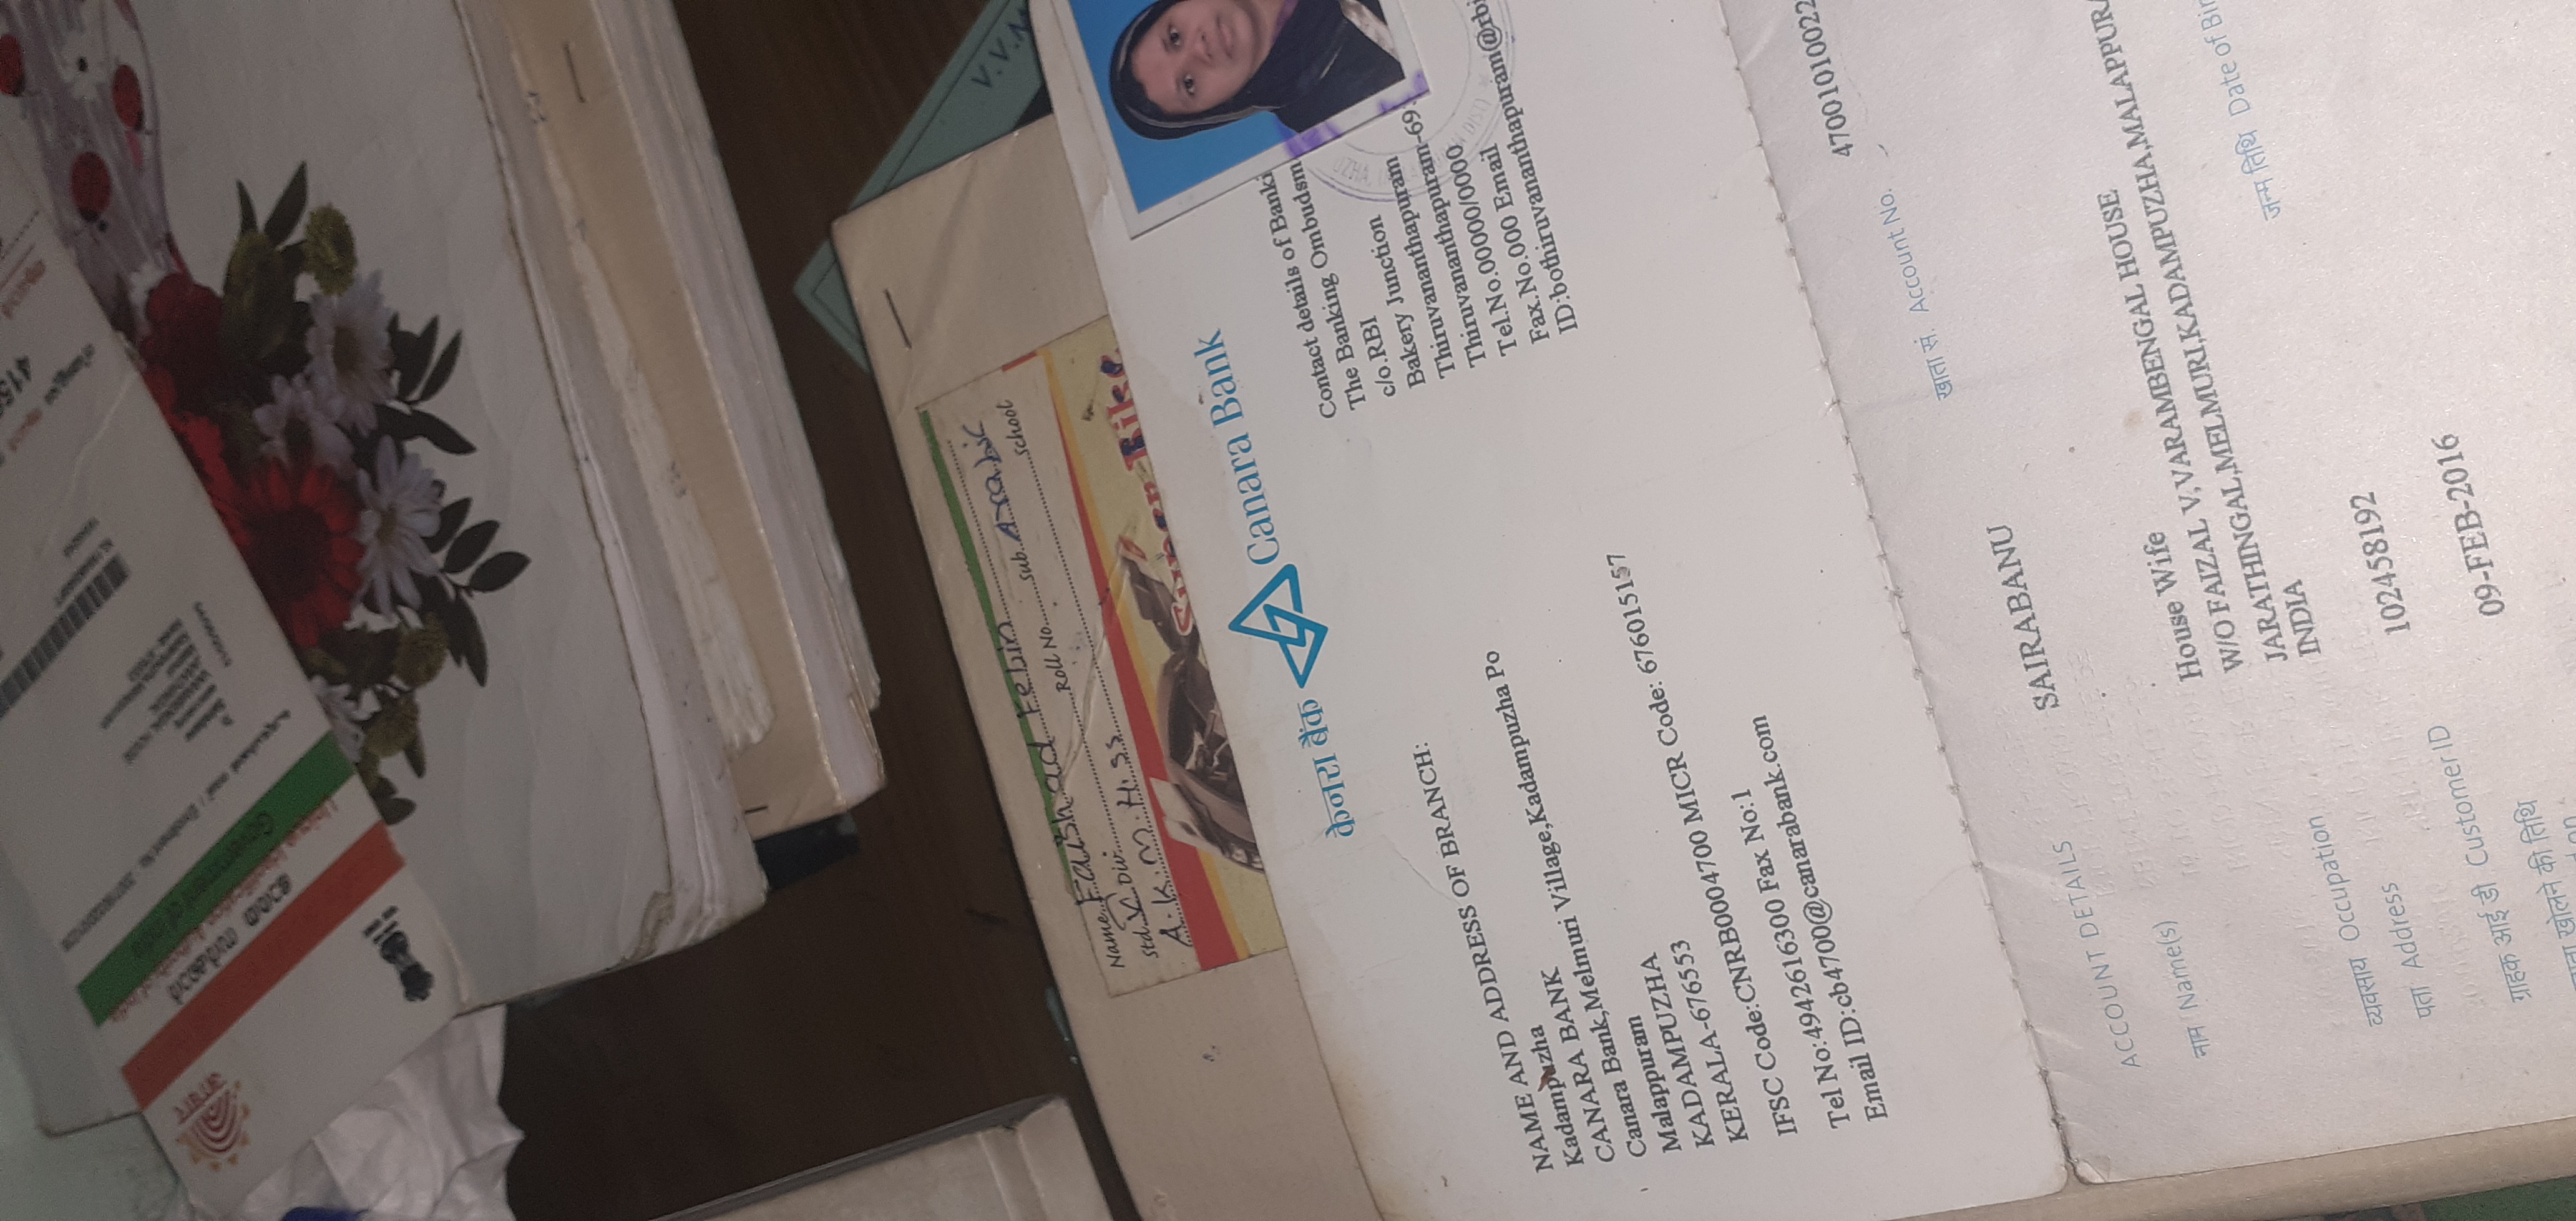 ആധാർ
Government of India
Name Faishad Febin
Std V Div Roll No Sub Arabic
A.K.M.H.SS School
Super Bike
V.V.M
केनरा बैंक Canara Bank
NAME AND ADDRESS OF BRANCH:
Kadampuzha
CANARA BANK
Canara Bank,Melmuri Village,Kadampuzha Po
Malappuram
KADAMPUZHA
KERALA-676553
IFSC Code:CNRB0004700 MICR Code: 676015157
Tel No:4942616300 Fax No:1
Email ID:cb4700@canarabank.com
Contact details of Banki
The Banking Ombudsm
c/o.RBI
Bakery Junction
Thiruvananthapuram
Thiruvananthapuram-69
Tel.No.00000/0000
Fax.No.000 Email
ID:bothiruvananthapuram@rbi
खाता सं. Account No. 47001010022
ACCOUNT DETAILS
नाम Name(s) SAIRABANU
व्यवसाय Occupation House Wife
पता Address W/O FAIZAL V,VARAMBENGAL HOUSE
JARATHINGAL,MELMURI,KADAMPUZHA,MALAPPURA
INDIA
जन्म तिथि Date of Bir
ग्राहक आई डी Customer ID 102458192
खोलने की तिथि 09-FEB-2016